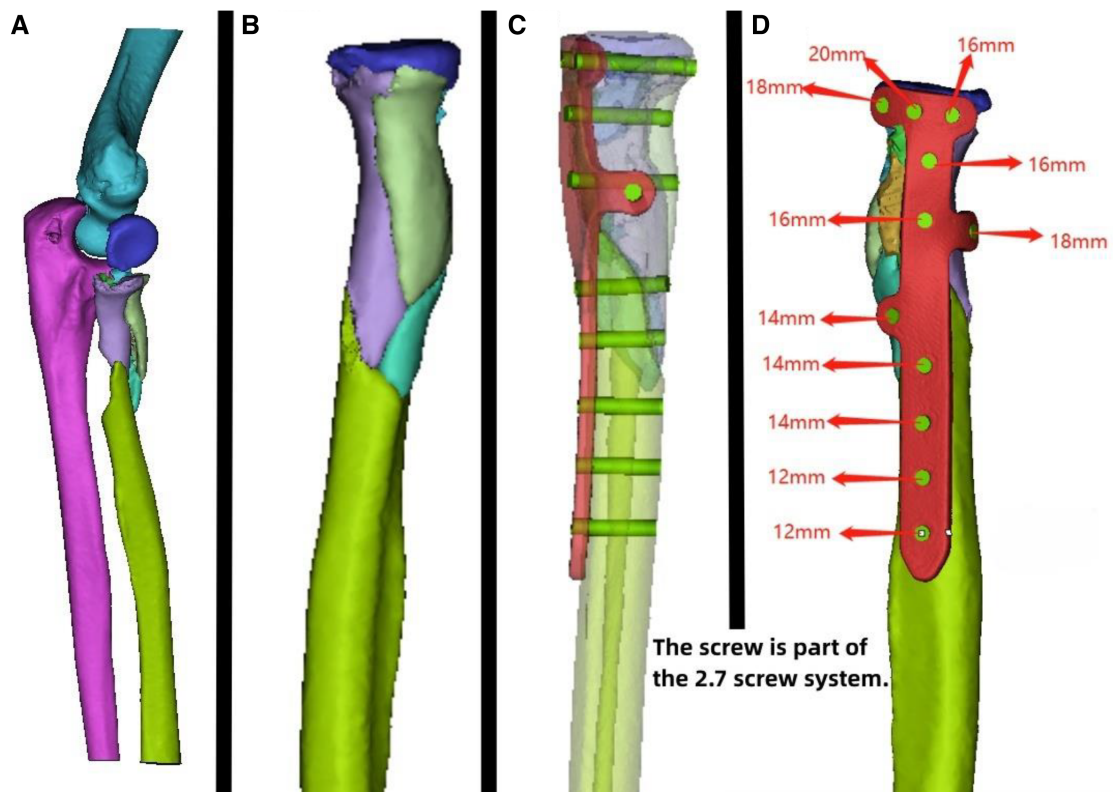 A
B
C
D
16mm
20mm
18mm
16mm
16mm
18mm
14mm
14mm
14mm
12mm
12mm
The screw is part of
the 2.7 screw system.